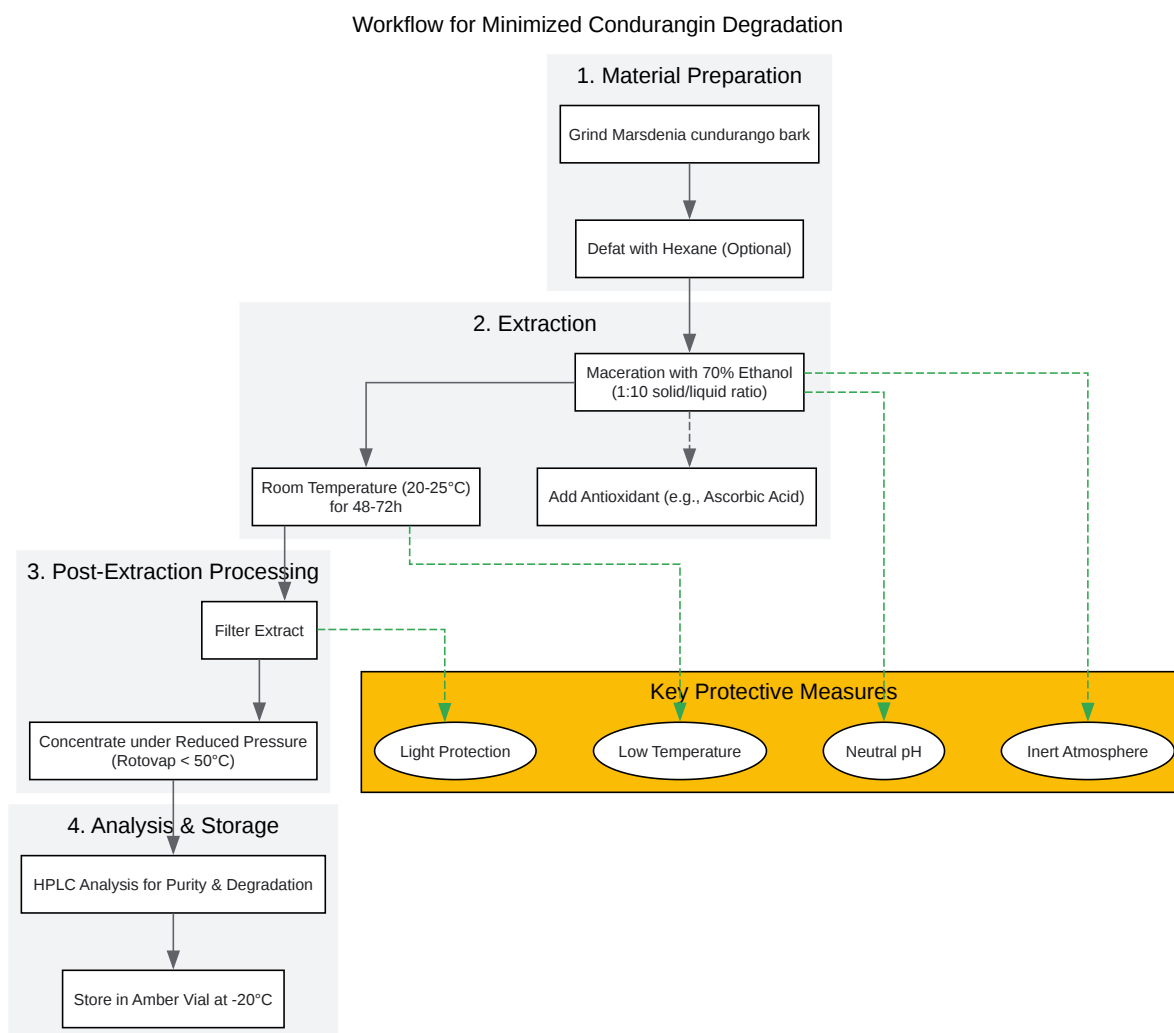 Workflow for Minimized Condurangin Degradation
1. Material Preparation
Grind Marsdenia cundurango bark
Defat with Hexane (Optional)
2. Extraction
Maceration with 70% Ethanol
(1:10 solid/liquid ratio)
Room Temperature (20-25°C)
for 48-72h
Add Antioxidant (e.g., Ascorbic Acid)
3. Post-Extraction Processing
Filter Extract
Concentrate under Reduced Pressure
(Rotovap < 50°C)
Key Protective Measures
Light Protection
Low Temperature
Neutral pH
Inert Atmosphere
4. Analysis & Storage
HPLC Analysis for Purity & Degradation
Store in Amber Vial at -20°C